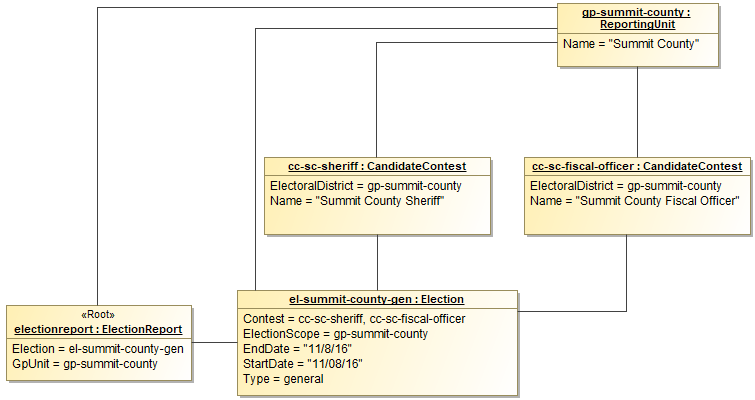 gp-summit-county :
ReportingUnit
Name = "Summit County"
cc-sc-sheriff : CandidateContest
ElectoralDistrict = gp-summit-county
Name = "Summit County Sheriff"
cc-sc-fiscal-officer : CandidateContest
ElectoralDistrict = gp-summit-county
Name = "Summit County Fiscal Officer"
«Root»
electionreport : ElectionReport
Election = el-summit-county-gen
GpUnit = gp-summit-county
el-summit-county-gen : Election
Contest = cc-sc-sheriff, cc-sc-fiscal-officer
ElectionScope = gp-summit-county
EndDate = "11/8/16"
StartDate = "11/08/16"
Type = general